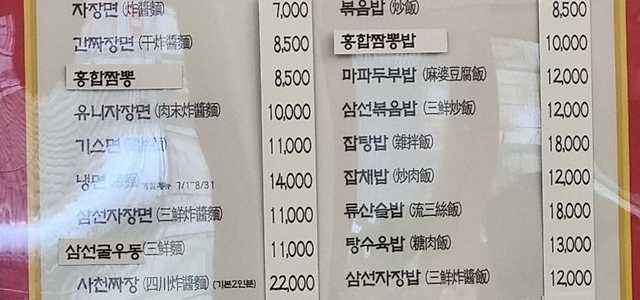 자장면 (炸醬麵) 7,000
간짜장면 (干炸醬麵) 8,500
홍합짬뽕 8,500
유니자장면 (肉末炸醬麵) 10,000
기스면 11,000
냉면 7/1~8/31 14,000
삼선자장면 (三鮮炸醬麵) 11,000
삼선굴우동 (三鮮麵) 11,000
사천짜장 (四川炸醬麵) (기본2인분) 22,000
볶음밥 (炒飯) 8,500
홍합짬뽕밥 10,000
마파두부밥 (麻婆豆腐飯) 12,000
삼선볶음밥 (三鮮炒飯) 12,000
잡탕밥 (雜拌飯) 18,000
잡채밥 (炒肉飯) 12,000
류산슬밥 (流三絲飯) 18,000
탕수육밥 (糖肉飯) 13,000
삼선자장밥 (三鮮炸醬飯) 12,000